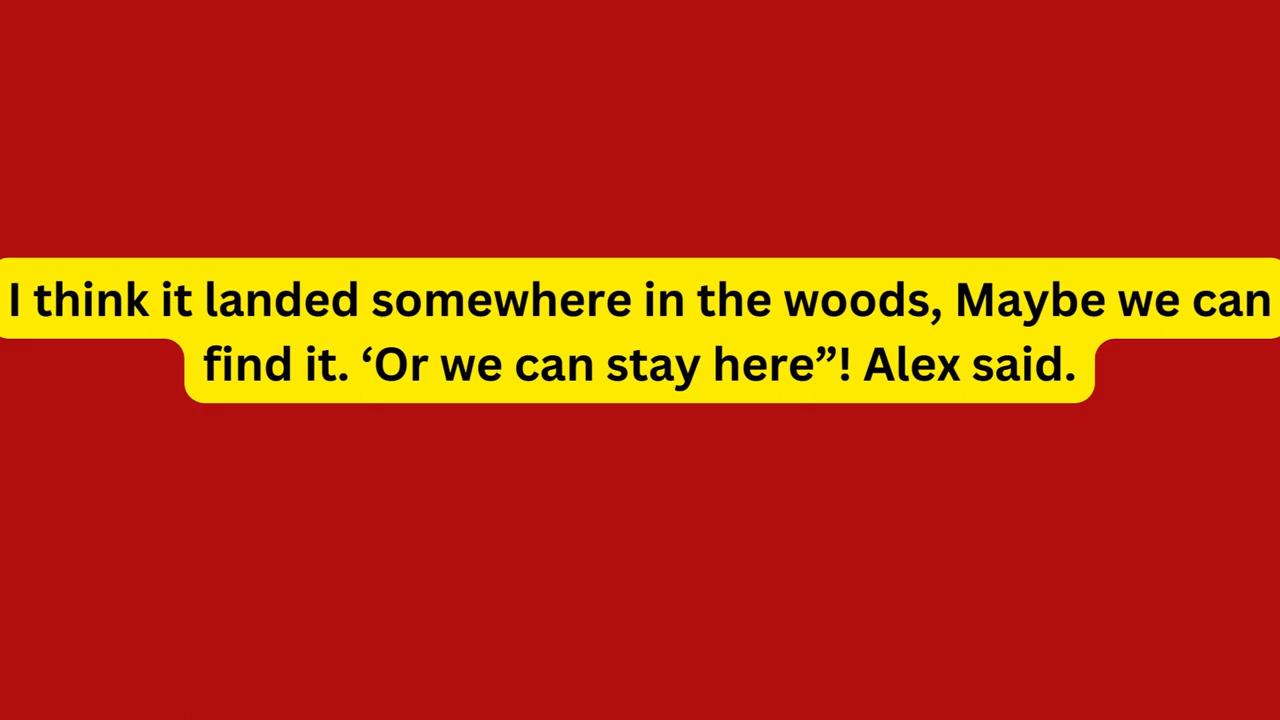 I think it landed somewhere in the woods, Maybe we can
find it. ‘Or we can stay here”! Alex said.